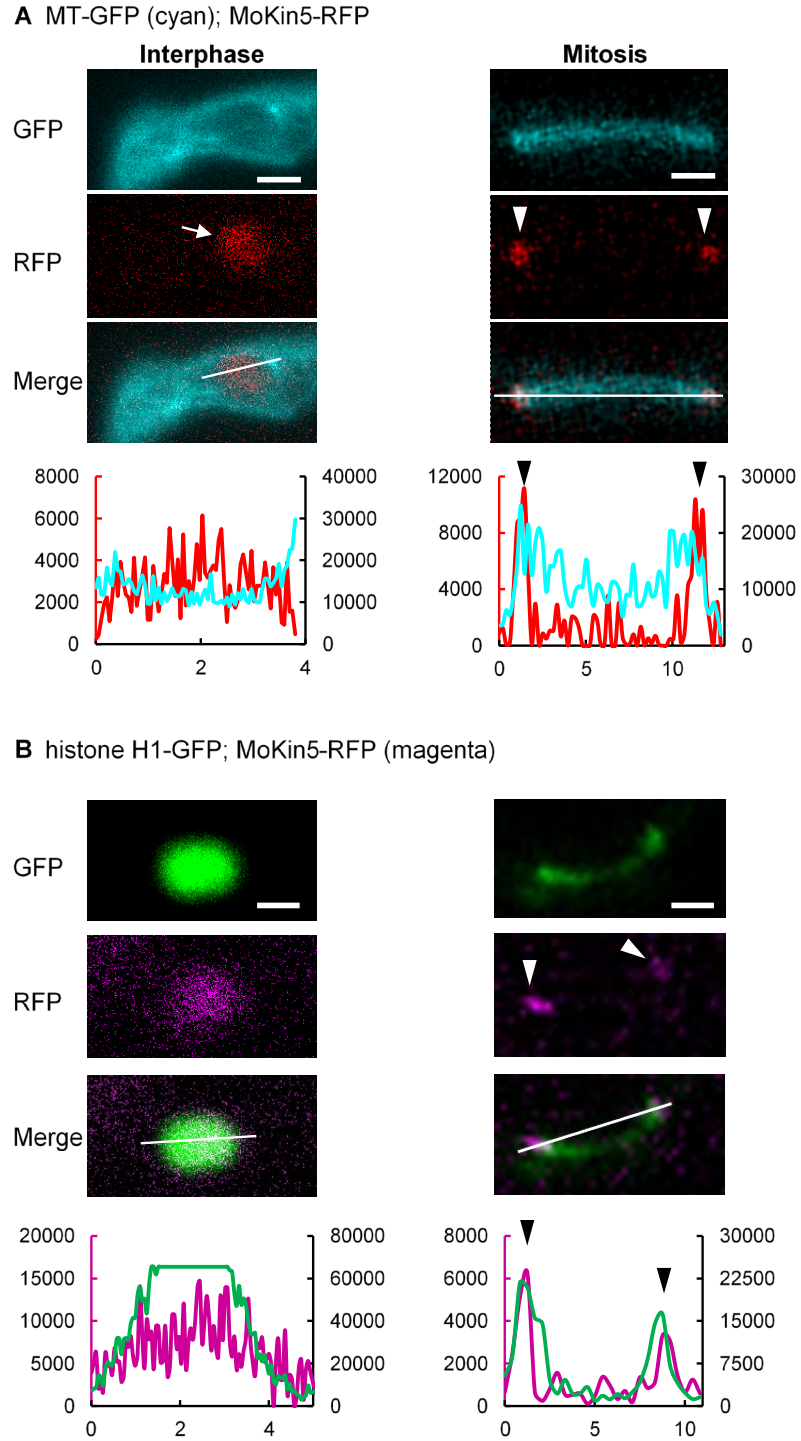 A MT-GFP (cyan); MoKin5-RFP
Interphase Mitosis
GFP
RFP
Merge
8000 40000 12000 30000
6000 30000 8000 20000
4000 20000 4000 10000
2000 10000
0 0 0 0
0 2 4 0 5 10
B histone H1-GFP; MoKin5-RFP (magenta)
GFP
RFP
Merge
20000 80000 8000 30000
15000 60000 6000 22500
10000 40000 4000 15000
5000 20000 2000 7500
0 0 0 0
0 2 4 0 5 10